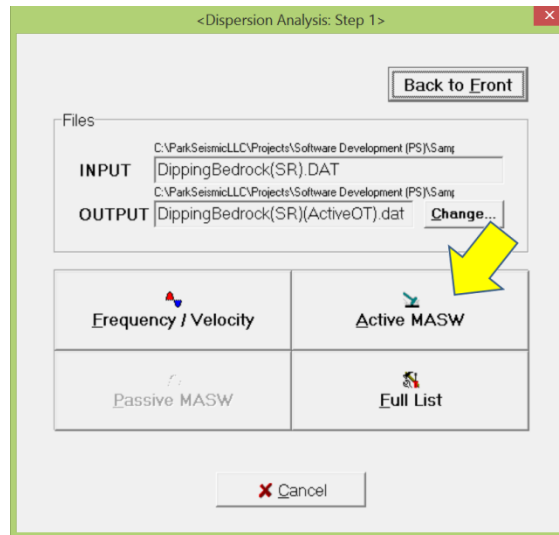 <Dispersion Analysis: Step 1>
Back to Front
Files
C:\ParkSeismicLLC\Projects\Software Development (PS)\Samp
INPUT DippingBedrock(SR).DAT
C:\ParkSeismicLLC\Projects\Software Development (PS)\Samp
OUTPUT DippingBedrock(SR)(ActiveOT).dat Change...
Frequency / Velocity Active MASW
Passive MASW Full List
Cancel